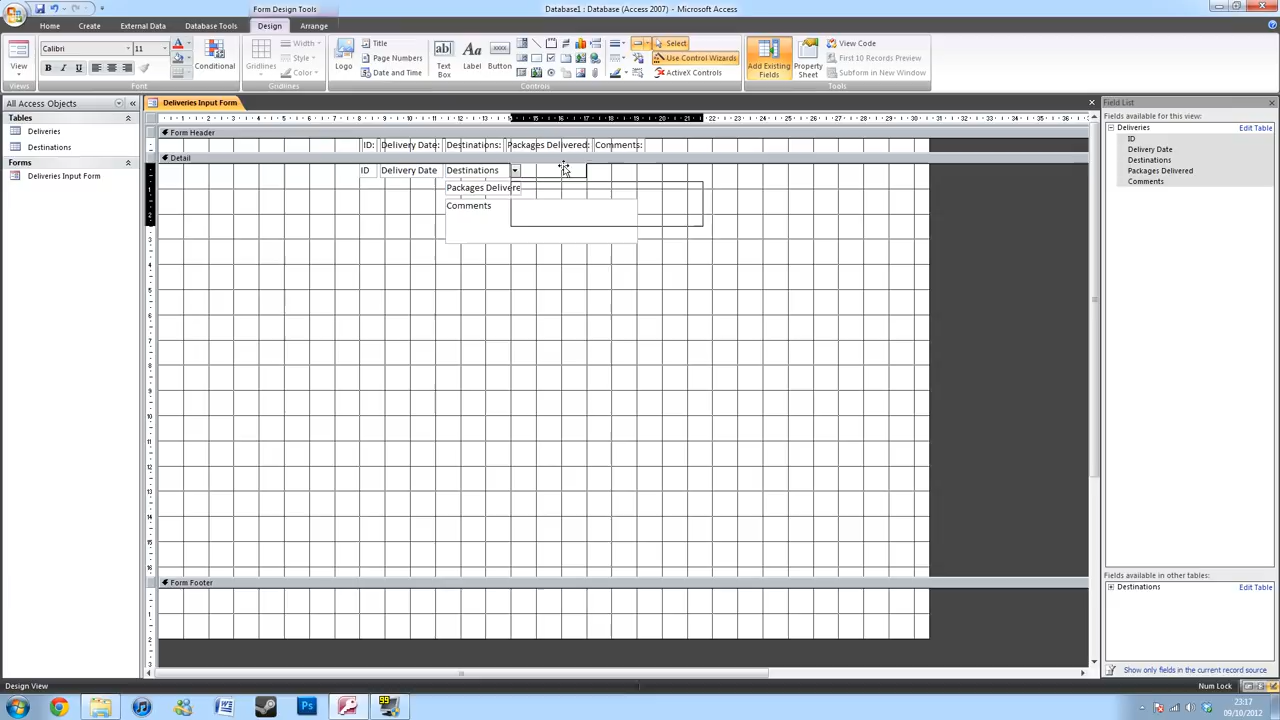 Form Design Tools
Database1 : Database (Access 2007) - Microsoft Access
Home Create External Data Database Tools Design Arrange
View
Views
Calibri 11
B I U
Font
Conditional
Gridlines
Width
Style
Color
Gridlines
Logo
Title
Page Numbers
Date and Time
Text Box
Label
Button
Controls
Select
Use Control Wizards
ActiveX Controls
Add Existing Fields
Property Sheet
View Code
First 10 Records Preview
Subform in New Window
Tools
All Access Objects
Tables
Deliveries
Destinations
Forms
Deliveries Input Form
Deliveries Input Form
Form Header
ID: Delivery Date: Destinations: Packages Delivered: Comments:
Detail
ID Delivery Date Destinations
Packages Delivere
Comments
Form Footer
Field List
Fields available for this view:
Deliveries Edit Table
ID
Delivery Date
Destinations
Packages Delivered
Comments
Fields available in other tables:
Destinations Edit Table
Show only fields in the current record source
Design View
Num Lock
23:17
09/10/2012